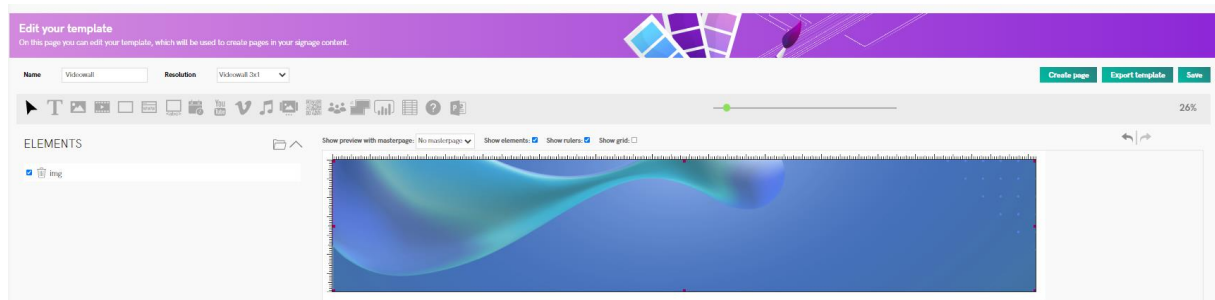 Edit your template
On this page you can edit your template, which will be used to create pages in your signage content.
Name Videowall Resolution Videowall 3x1 Create page Export template Save
T You Tube 26%
ELEMENTS Show preview with masterpage: No masterpage Show elements: Show rulers: Show grid:
img